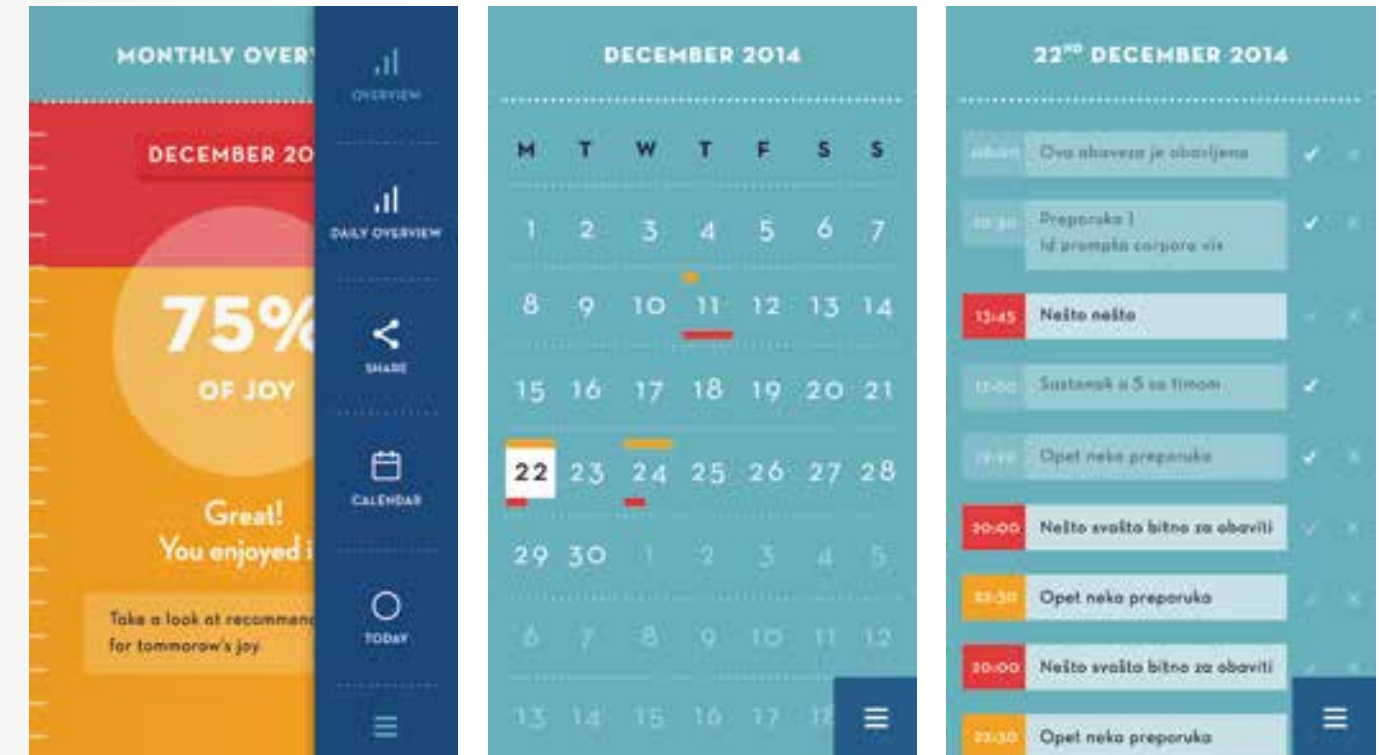 MONTHLY OVER
DECEMBER 20
75%
OF JOY
Great!
You enjoyed i
Take a look at recommen
for tommorow's joy
OVERVIEW
DAILY OVERVIEW
SHARE
CALENDAR
TODAY
DECEMBER 2014
M T W T F S S
1 2 3 4 5 6 7
8 9 10 11 12 13 14
15 16 17 18 19 20 21
22 23 24 25 26 27 28
29 30 1 2 3 4 5
6 7 8 9 10 11 12
13 14 15 16 17
22ND DECEMBER 2014
Ova obaveza je obavljena
Preporuka 1
Id prompta corpora vix
13:45 Nešto nešto
Sastanak u 5 sa timom
Opet neka preporuka
20:00 Nešto svašta bitno za obaviti
22:30 Opet neka preporuka
20:00 Nešto svašta bitno za obaviti
22:30 Opet neka preporuka